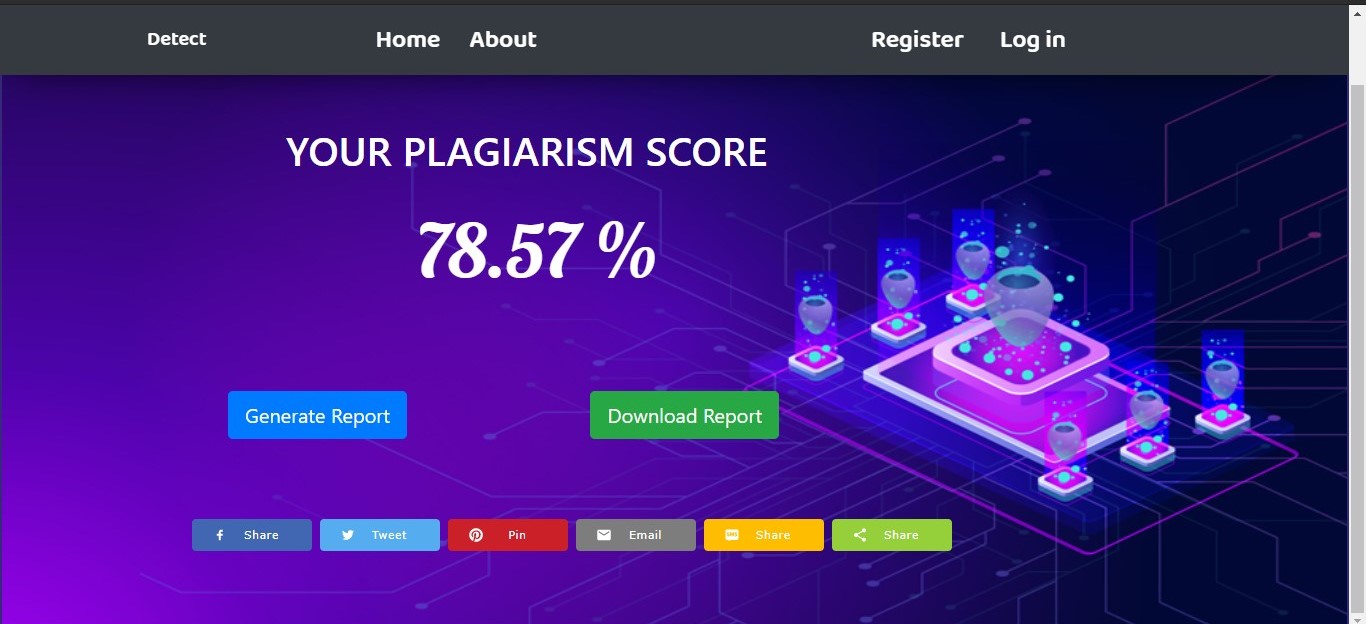 Detect Home About Register Log in
YOUR PLAGIARISM SCORE
78.57 %
Generate Report Download Report
Share Tweet Pin Email SMS Share Share